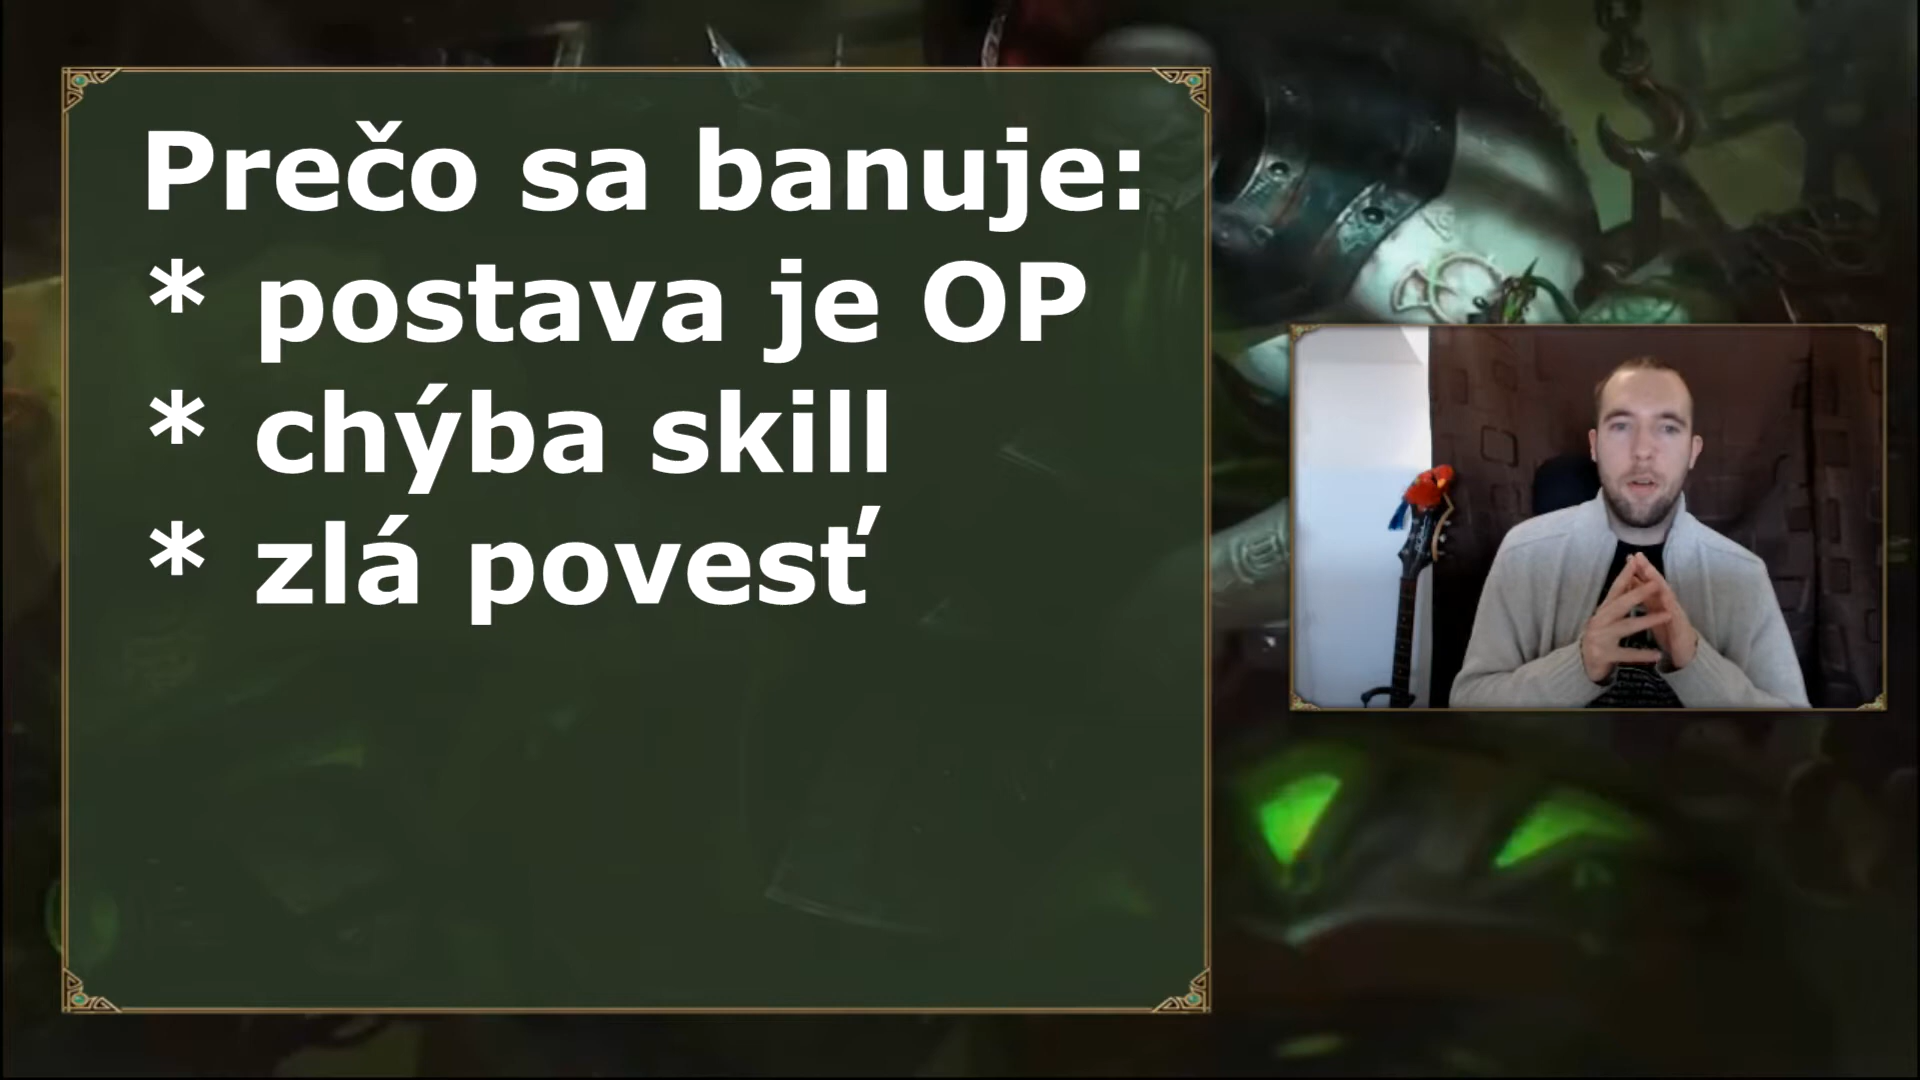 Prečo sa banuje:
* postava je OP
* chýba skill
* zlá povesť